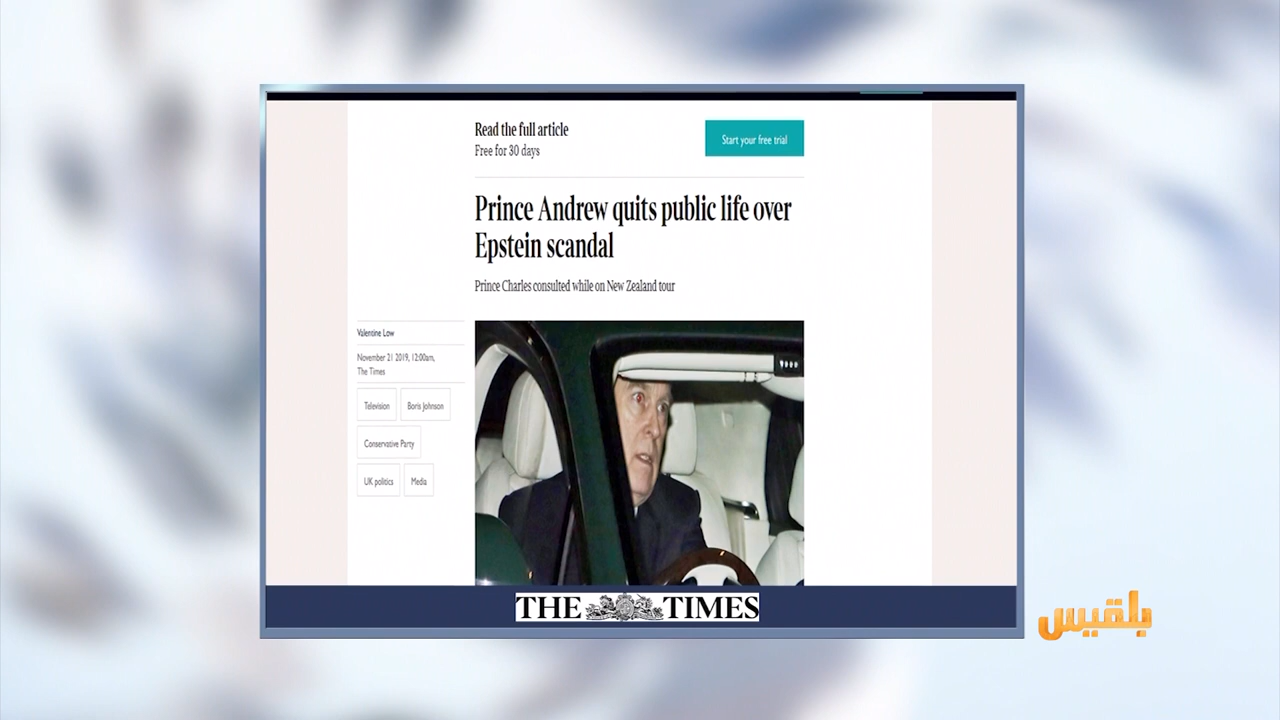 Read the full article
Free for 30 days
Start your free trial
Prince Andrew quits public life over
Epstein scandal
Prince Charles consulted while on New Zealand tour
Valentine Low
November 21 2019, 12:00am,
The Times
Television
Boris Johnson
Conservative Party
UK politics
Media
THE TIMES
بلقيس